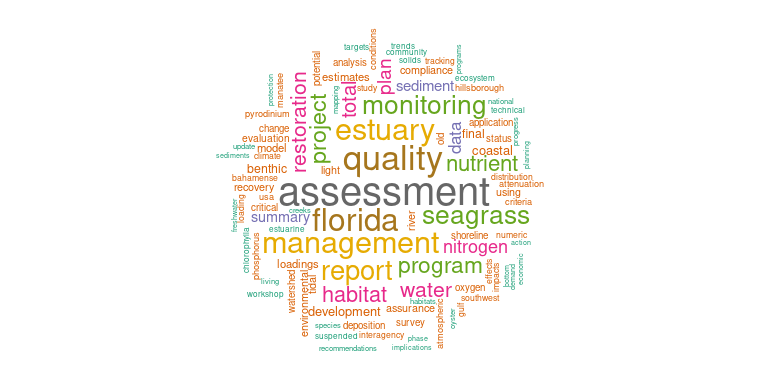 targets
trends
community
conditions
programs
potential
analysis
solids
tracking
compliance
estimates
ecosystem
protection
manatee
restoration
mapping
total
study
plan
sediment
hillsborough
national
technical
pyrodinium
project
monitoring
application
progress
change
evaluation
estuary
old
data
final
status
planning
update
model
quality
coastal
sediments
climate
benthic
light
nutrient
distribution
bahamense
recovery
assessment
using
attenuation
usa
loading
critical
criteria
freshwater
summary
creeks
florida
river
seagrass
estuarine
chlorophylla
phosphorus
management
shoreline
numeric
nitrogen
action
loadings
report
program
effects
impacts
bottom
demand
economic
living
watershed
environmental
tidal
workshop
habitat
water
oxygen
southwest
habitats
development
assurance
atmospheric
oyster
gulf
species
deposition
survey
suspended
interagency
phase
recommendations
implications